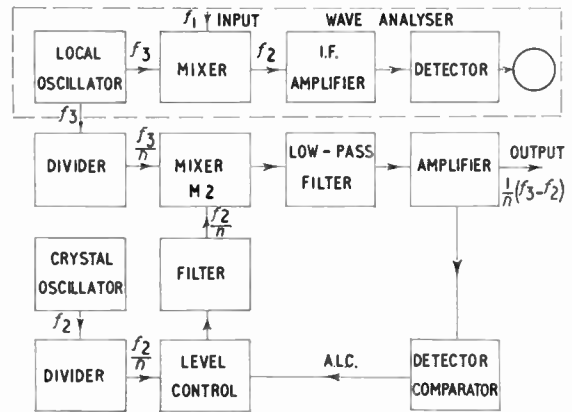 f1 INPUT
WAVE ANALYSER
LOCAL
OSCILLATOR
f3
MIXER
f2
I.F.
AMPLIFIER
DETECTOR
f3
DIVIDER
f3/n
MIXER
M2
LOW-PASS
FILTER
AMPLIFIER
OUTPUT
1/n(f3-f2)
f2/n
CRYSTAL
OSCILLATOR
FILTER
f2
DIVIDER
f2/n
LEVEL
CONTROL
A.L.C.
DETECTOR
COMPARATOR